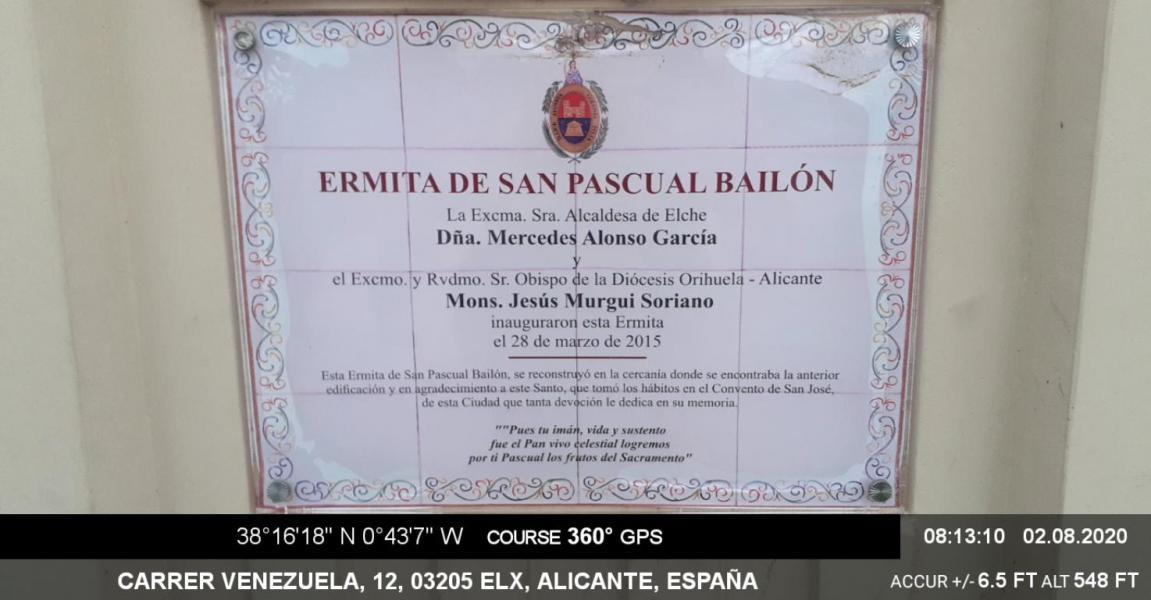 ERMITA DE SAN PASCUAL BAILÓN
La Excma. Sra. Alcaldesa de Elche
Dña. Mercedes Alonso García
y
el Excmo. y Rvdmo. Sr. Obispo de la Diócesis Orihuela - Alicante
Mons. Jesús Murgui Soriano
inauguraron esta Ermita
el 28 de marzo de 2015
Esta Ermita de San Pascual Bailón, se reconstruyó en la cercanía donde se encontraba la anterior
edificación y en agradecimiento a este Santo, que tomó los hábitos en el Convento de San José,
de esta Ciudad que tanta devoción le dedica en su memoria.
""Pues tu imán, vida y sustento
fue el Pan vivo celestial logremos
por ti Pascual los frutos del Sacramento"
38°16'18" N 0°43'7" W COURSE 360° GPS
08:13:10 02.08.2020
CARRER VENEZUELA, 12, 03205 ELX, ALICANTE, ESPAÑA
ACCUR +/- 6.5 FT ALT 548 FT